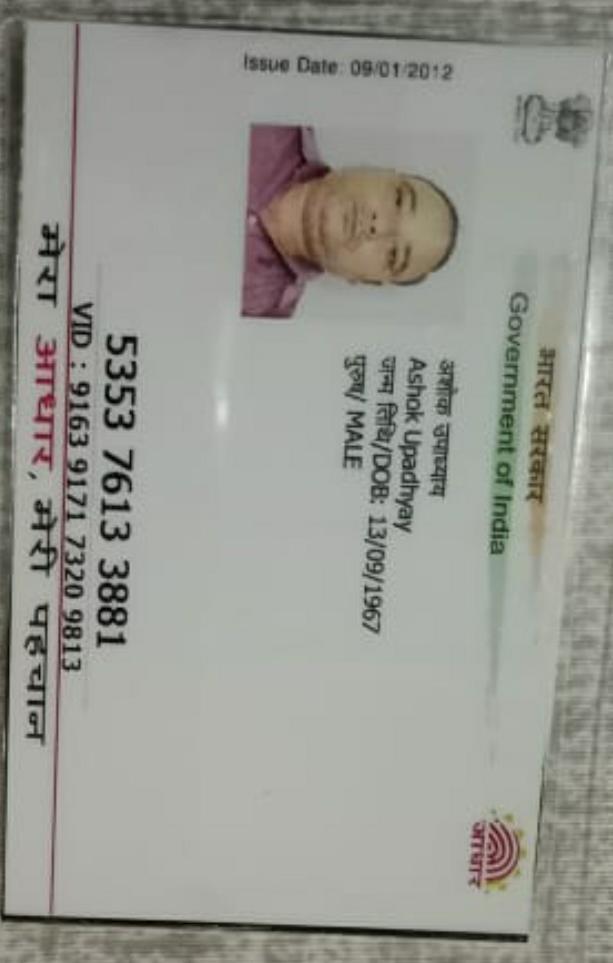 भारत सरकार
Government of India
Issue Date: 09/01/2012
अशोक उपाध्याय
Ashok Upadhyay
जन्म तिथि/DOB: 13/09/1967
पुरुष/ MALE
5353 7613 3881
VID : 9163 9171 7320 9813
मेरा आधार, मेरी पहचान
आधार